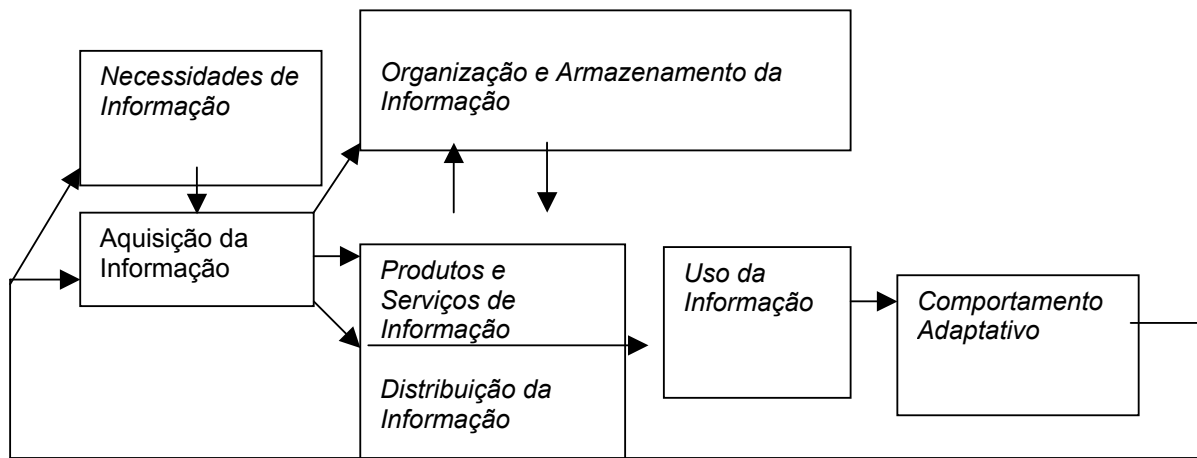 Necessidades de
Informação
Organização e Armazenamento da
Informação
Aquisição da
Informação
Produtos e
Serviços de
Informação
Distribuição da
Informação
Uso da
Informação
Comportamento
Adaptativo